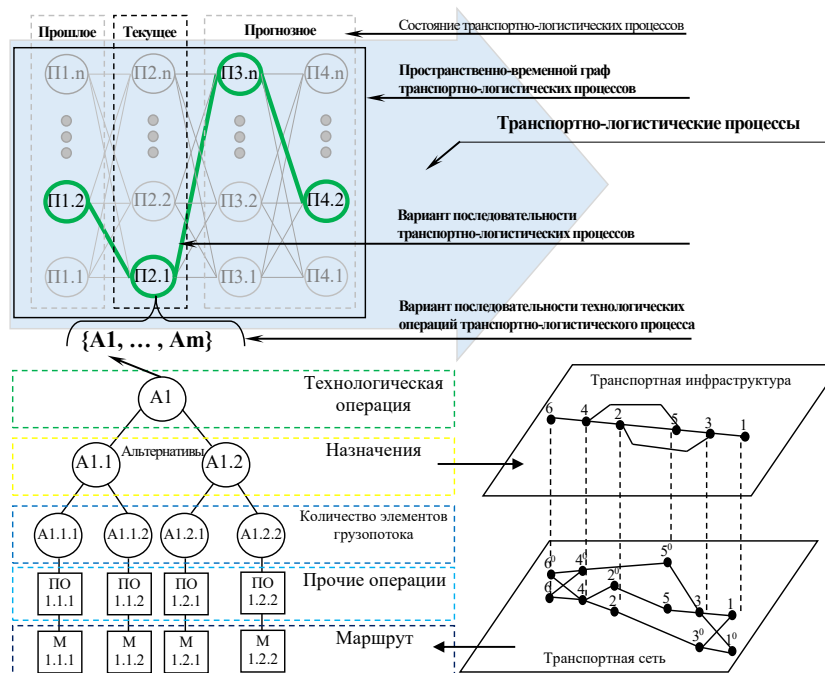 Прошлое
Текущее
Прогнозное
Состояние транспортно-логистических процессов
П1.n
П2.n
П3.n
П4.n
Пространственно-временной граф
транспортно-логистических процессов
Транспортно-логистические процессы
П1.2
П2.2
П3.2
П4.2
Вариант последовательности
транспортно-логистических процессов
П1.1
П2.1
П3.1
П4.1
Вариант последовательности технологических
операций транспортно-логистического процесса
{А1, … , Аm}
Технологическая
операция
А1
Альтернативы
Назначения
А1.1
А1.2
Количество элементов
грузопотока
А1.1.1
А1.1.2
А1.2.1
А1.2.2
Прочие операции
ПО
1.1.1
ПО
1.1.2
ПО
1.2.1
ПО
1.2.2
Маршрут
М
1.1.1
М
1.1.2
М
1.2.1
М
1.2.2
Транспортная инфраструктура
6
4
2
5
3
1
6⁰
4⁰
2⁰
5⁰
6
4
2
5
3
1
3⁰
1⁰
Транспортная сеть